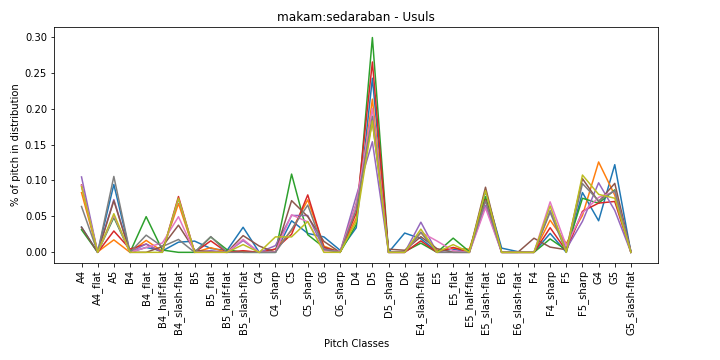 makam:sedaraban - Usuls
% of pitch in distribution
0.30
0.25
0.20
0.15
0.10
0.05
0.00
A4
A4_flat
A5
B4
B4_flat
B4_half-flat
B4_slash-flat
B5
B5_flat
B5_half-flat
B5_slash-flat
C4
C4_sharp
C5
C5_sharp
C6
C6_sharp
D4
D5
D5_sharp
D6
E4_slash-flat
E5
E5_flat
E5_half-flat
E5_slash-flat
E6
E6_slash-flat
F4
F4_sharp
F5
F5_sharp
G4
G5
G5_slash-flat
Pitch Classes